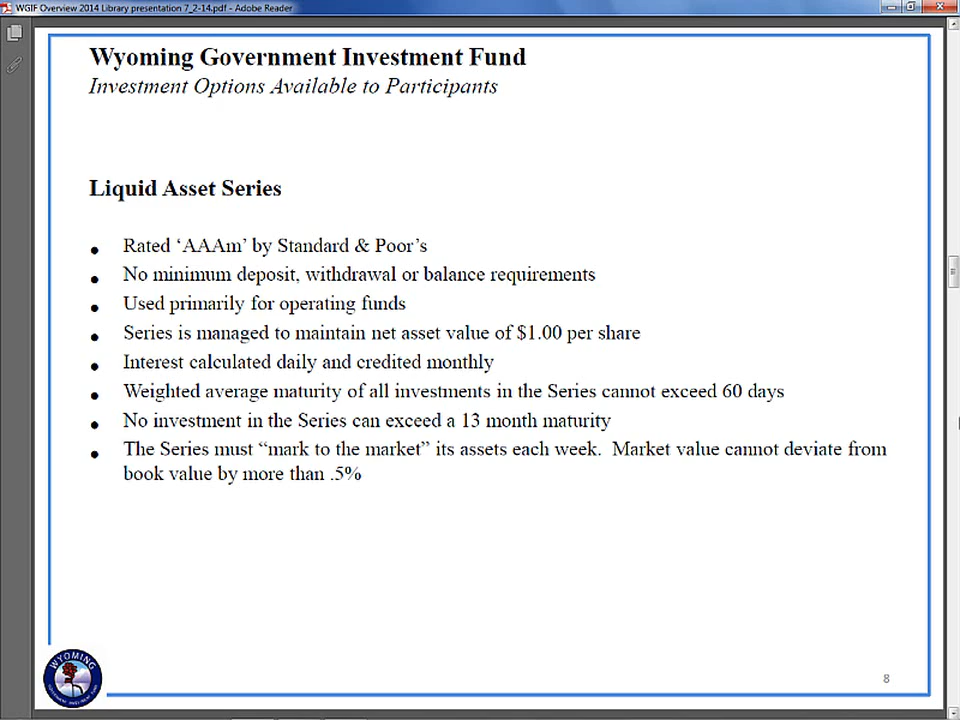 WGIF Overview 2014 Library presentation 7_2-14.pdf - Adobe Reader
Wyoming Government Investment Fund
Investment Options Available to Participants
Liquid Asset Series
• Rated ‘AAAm’ by Standard & Poor’s
• No minimum deposit, withdrawal or balance requirements
• Used primarily for operating funds
• Series is managed to maintain net asset value of $1.00 per share
• Interest calculated daily and credited monthly
• Weighted average maturity of all investments in the Series cannot exceed 60 days
• No investment in the Series can exceed a 13 month maturity
• The Series must “mark to the market” its assets each week.  Market value cannot deviate from
book value by more than .5%
WYOMING
GOVERNMENT INVESTMENT FUND
8